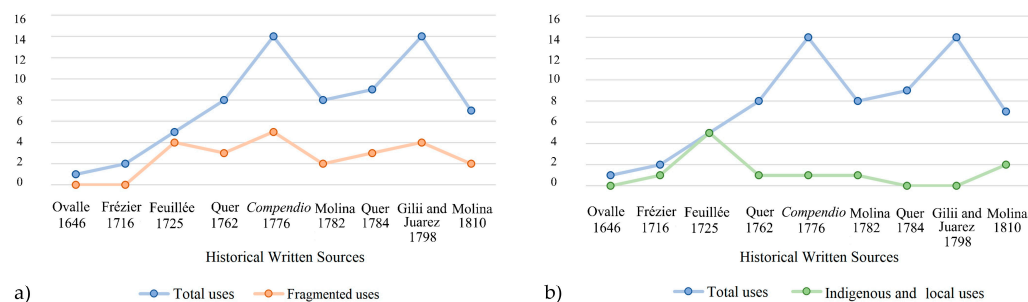 16
14
12
10
8
6
4
2
0
Ovalle Frézier Feuillée Quer Compendio Molina Quer Gilii and Molina
1646 1716 1725 1762 1776 1782 1784 Juarez 1810
1798
Historical Written Sources
a) Total uses Fragmented uses
16
14
12
10
8
6
4
2
0
Ovalle Frézier Feuillée Quer Compendio Molina Quer Gilii and Molina
1646 1716 1725 1762 1776 1782 1784 Juarez 1810
1798
Historical Written Sources
b) Total uses Indigenous and local uses